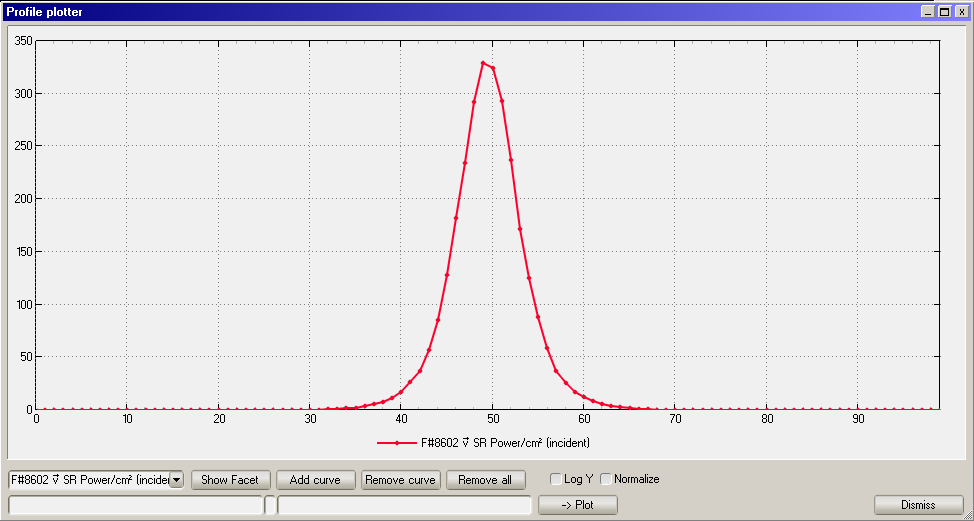 Profile plotter
350
300
250
200
150
100
50
0
0 10 20 30 40 50 60 70 80 90
F#8602 V⃗ SR Power/cm² (incident)
F#8602 V⃗ SR Power/cm² (incider Show Facet Add curve Remove curve Remove all Log Y Normalize
-> Plot Dismiss